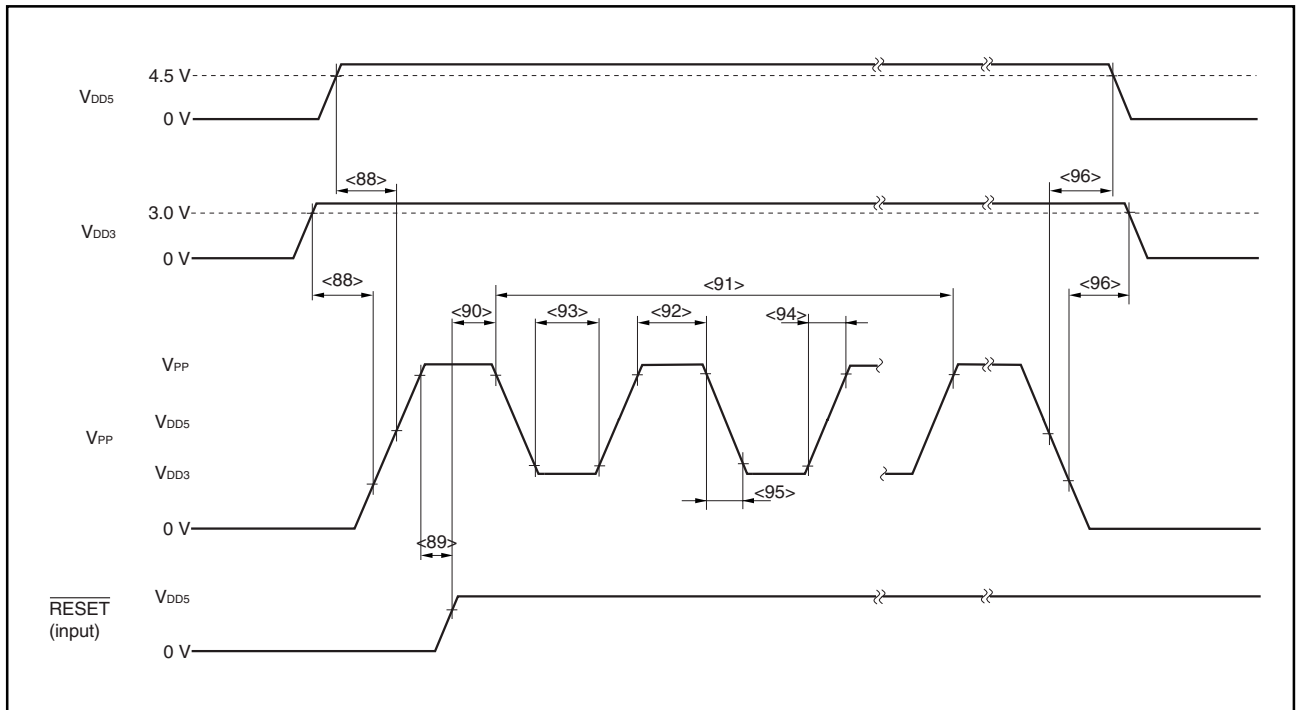 4.5 V
VDD5
0 V
<88>
<96>
3.0 V
VDD3
0 V
<88>
<91>
<96>
<90>
<93>
<92>
<94>
VPP
VDD5
VPP
VDD3
<95>
0 V
<89>
VDD5
RESET
(input)
0 V